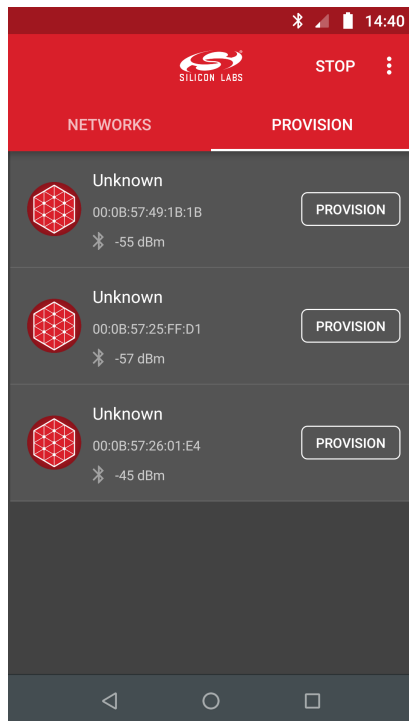 14:40
SILICON LABS
STOP
NETWORKS
PROVISION
Unknown
00:0B:57:49:1B:1B
PROVISION
-55 dBm
Unknown
00:0B:57:25:FF:D1
PROVISION
-57 dBm
Unknown
00:0B:57:26:01:E4
PROVISION
-45 dBm